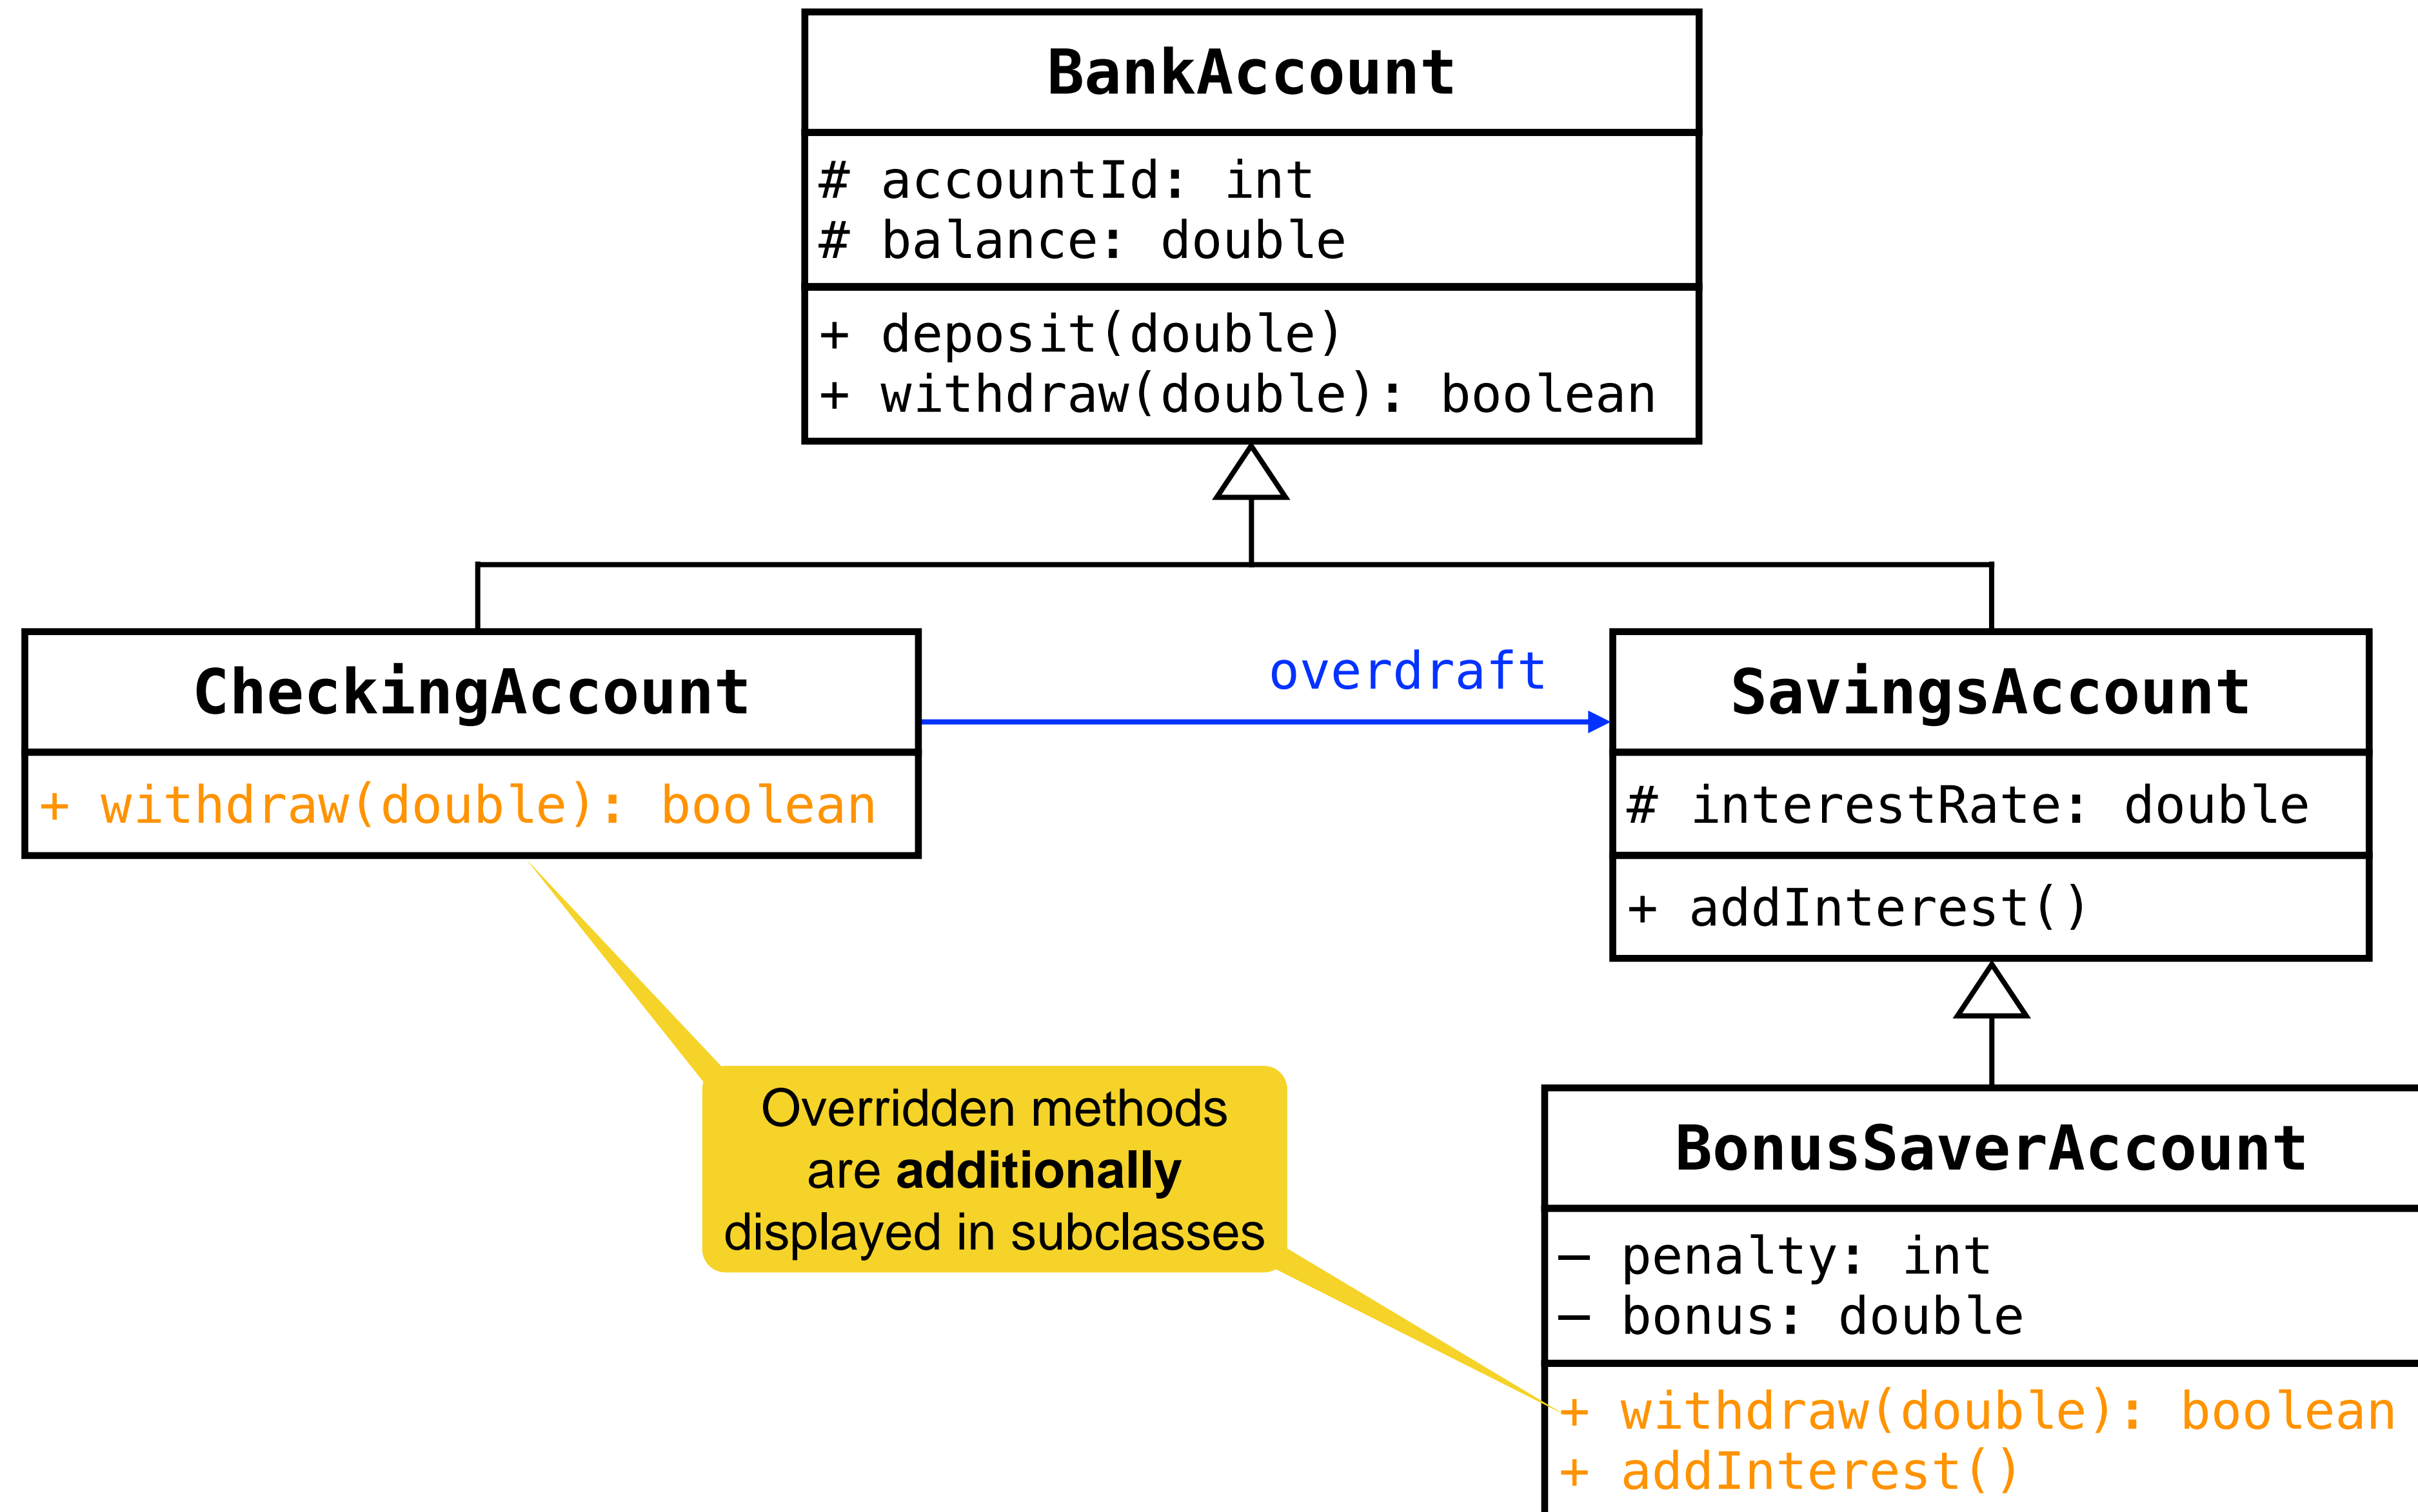 BankAccount
# accountId: int
# balance: double
+ deposit(double)
+ withdraw(double): boolean
CheckingAccount
+ withdraw(double): boolean
overdraft
SavingsAccount
# interestRate: double
+ addInterest()
Overridden methods
are additionally
displayed in subclasses
BonusSaverAccount
– penalty: int
– bonus: double
+ withdraw(double): boolean
+ addInterest()